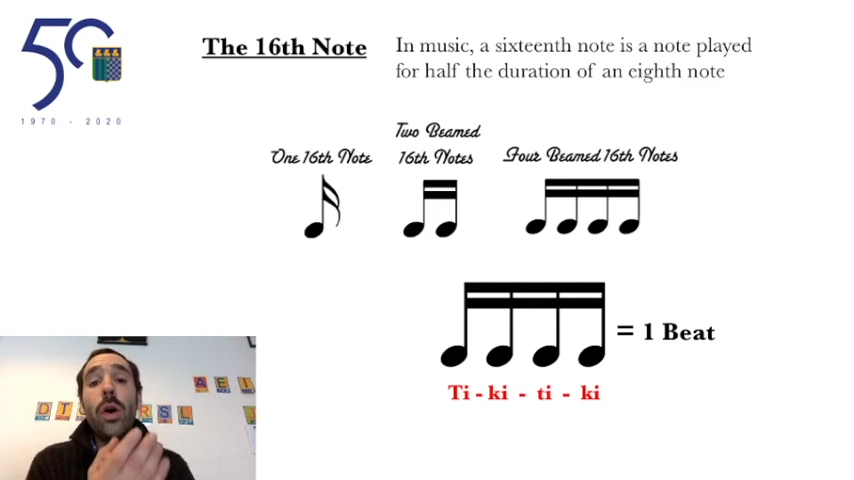 50
1970 - 2020
The 16th Note
In music, a sixteenth note is a note played
for half the duration of an eighth note
One 16th Note
Two Beamed
16th Notes
Four Beamed 16th Notes
= 1 Beat
Ti - ki - ti - ki
A E I
D T
R S L